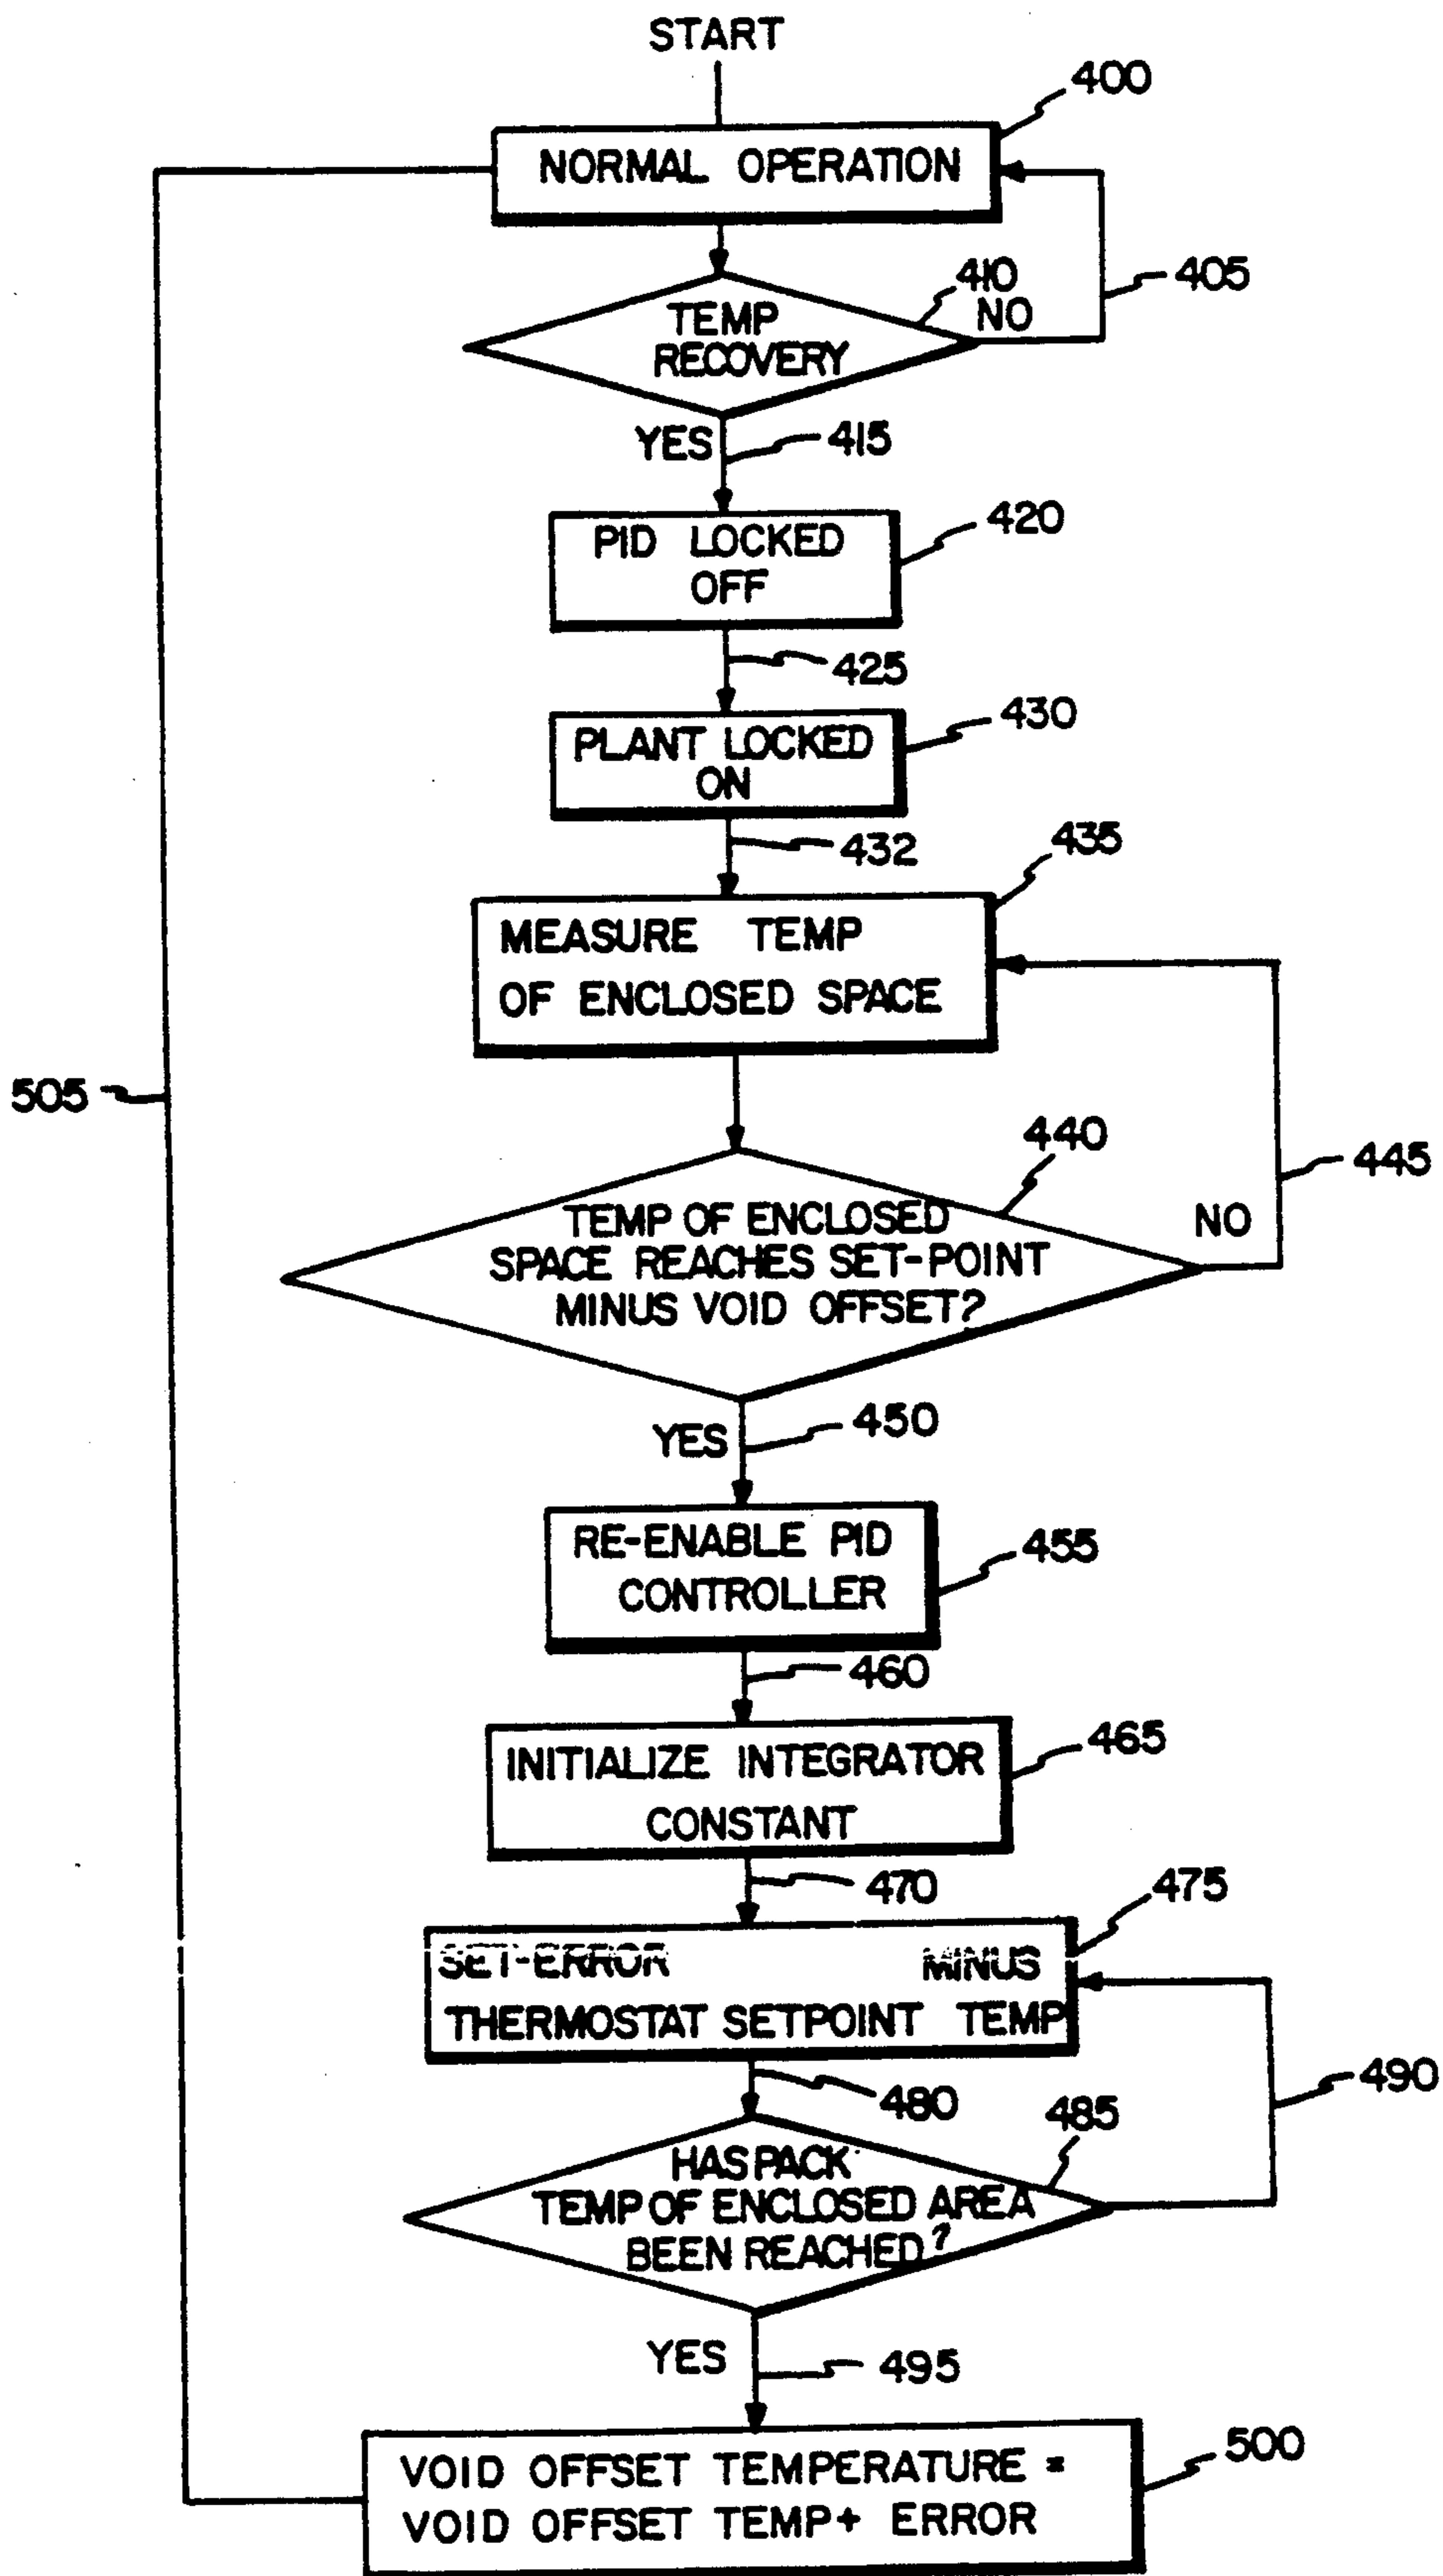 START
400
NORMAL OPERATION
410
NO
405
TEMP
RECOVERY
YES
415
PID LOCKED
OFF
420
425
PLANT LOCKED
ON
430
432
435
MEASURE TEMP
OF ENCLOSED SPACE
505
440
445
NO
TEMP OF ENCLOSED
SPACE REACHES SET-POINT
MINUS VOID OFFSET?
YES
450
RE-ENABLE PID
CONTROLLER
455
460
INITIALIZE INTEGRATOR
CONSTANT
465
470
475
SET-ERROR MINUS
THERMOSTAT SETPOINT TEMP
480
485
490
HAS PACK
TEMP OF ENCLOSED AREA
BEEN REACHED?
YES
495
VOID OFFSET TEMPERATURE =
VOID OFFSET TEMP + ERROR
500